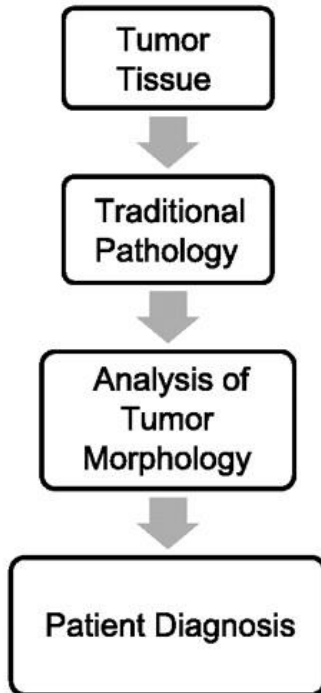 Tumor
Tissue
Traditional
Pathology
Analysis of
Tumor
Morphology
Patient Diagnosis